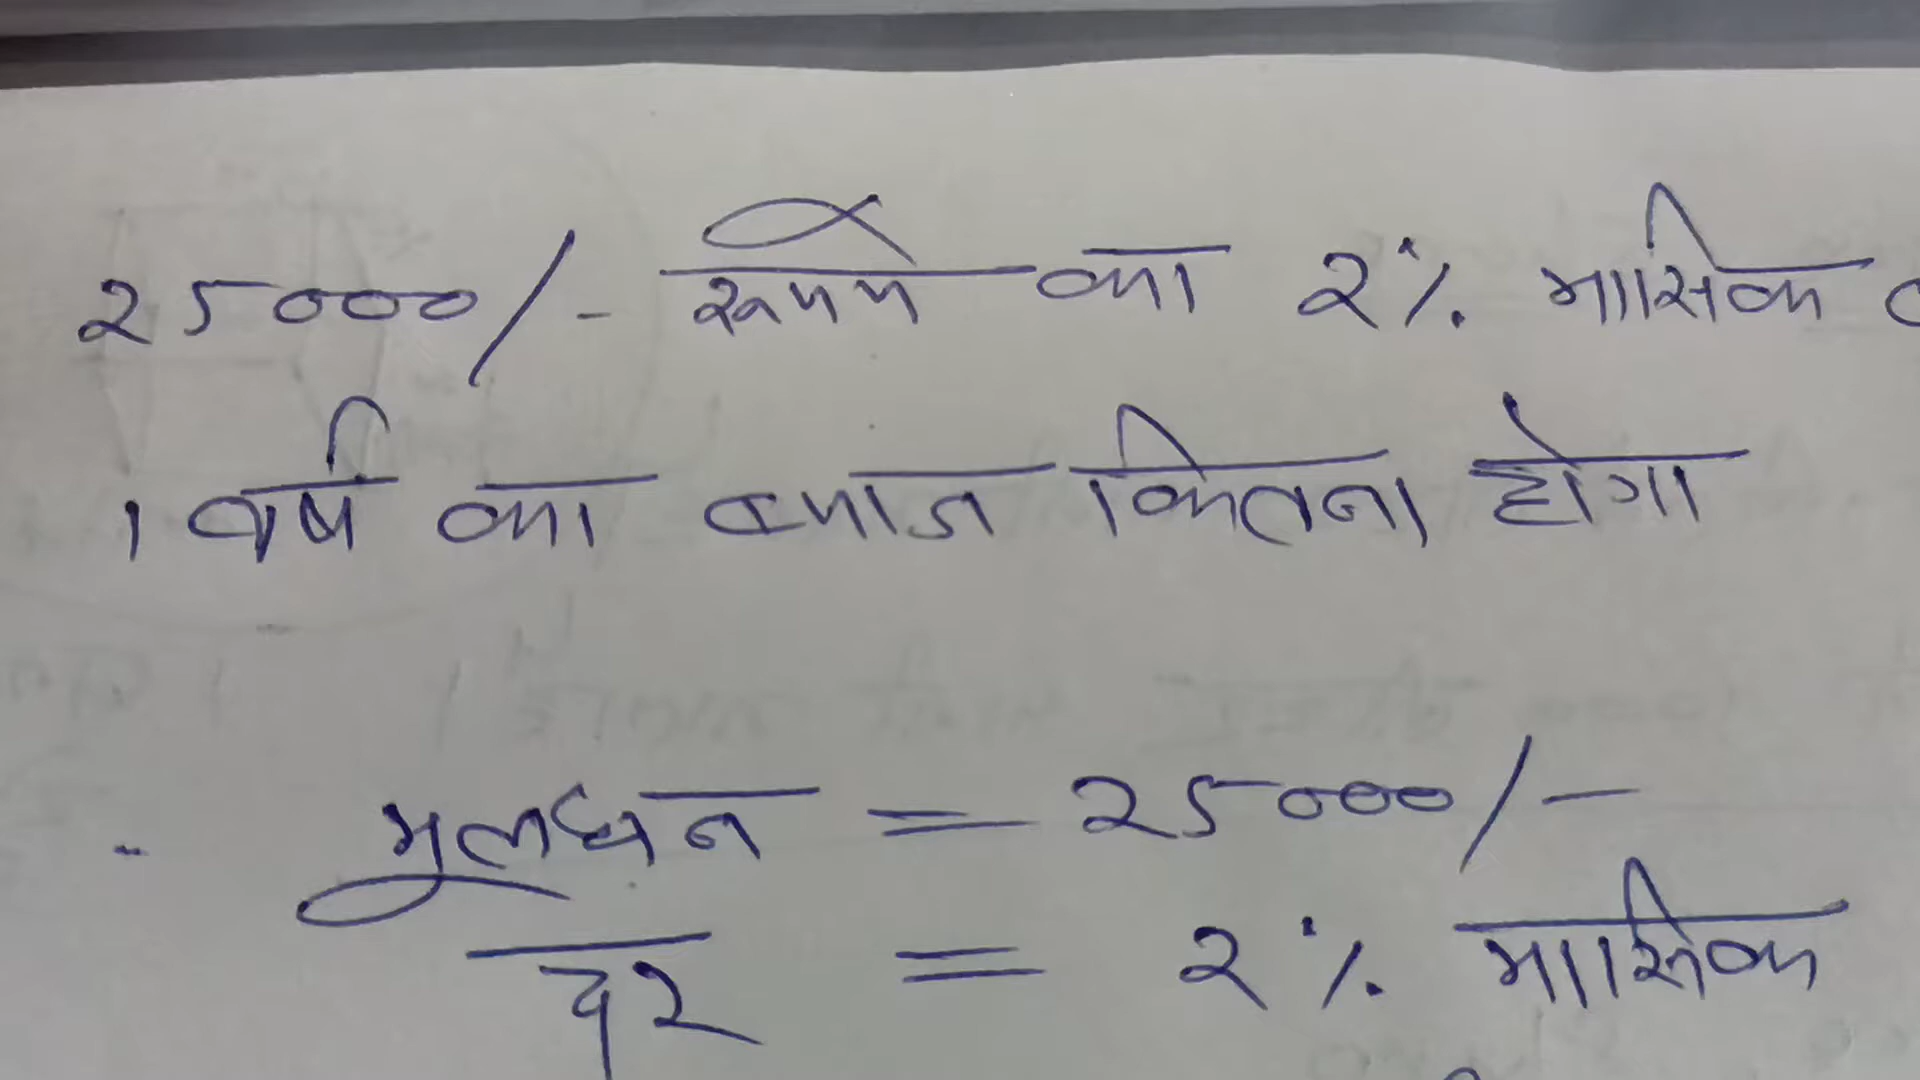 25000/- रूपये का 2% मासिक
1 वर्ष का ब्याज कितना होगा
मूलधन = 25000/-
दर = 2% मासिक